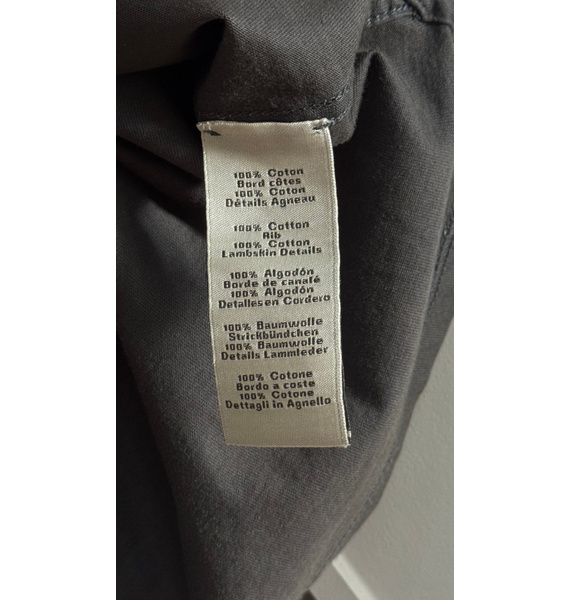 100% Coton
Bord côtes
100% Coton
Détails Agneau
100% Cotton
Rib
100% Cotton
Lambskin Details
100% Algodón
Borde de canalé
100% Algodón
Detallesen Cordero
100% Baumwolle
Strickbündchen
100% Baumwolle
Details Lammleder
100% Cotone
Bordo a coste
100% Cotone
Dettagli in Agnello